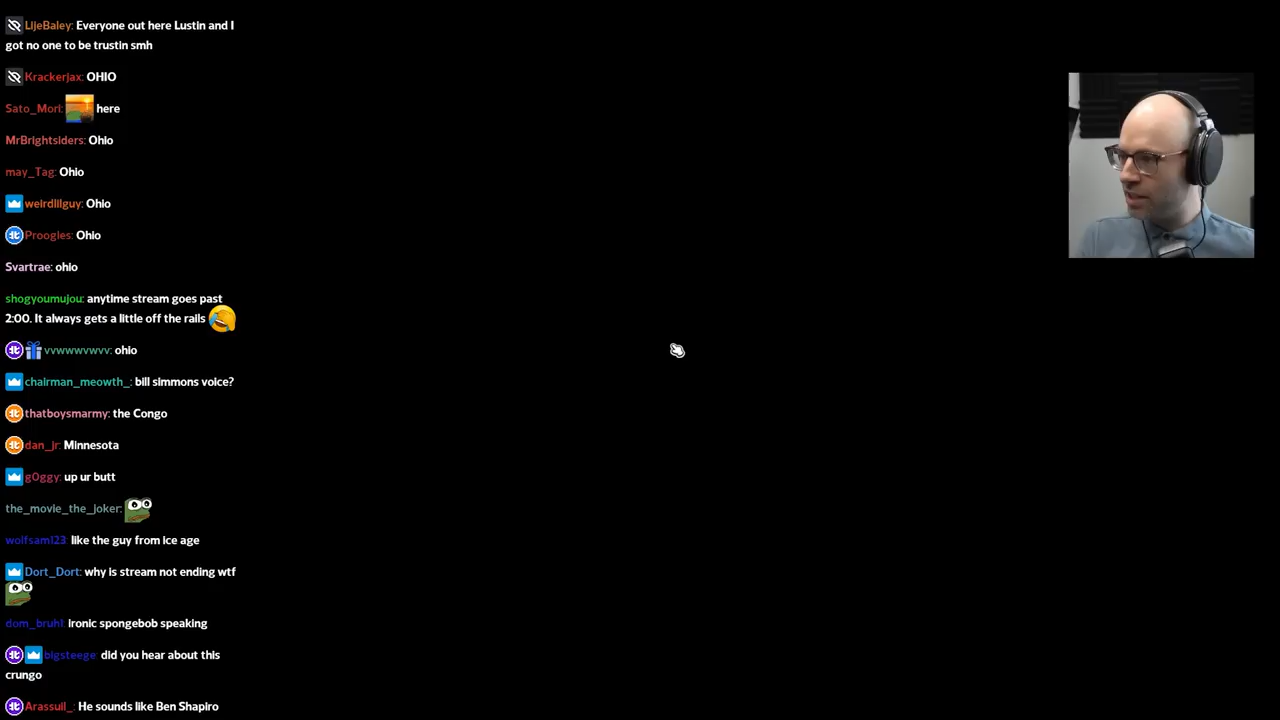 LijeBaley: Everyone out here Lustin and I
got no one to be trustin smh
Krackerjax: OHIO
Sato_Mori: here
MrBrightsiders: Ohio
may_Tag: Ohio
weirdlilguy: Ohio
Proogles: Ohio
Svartrae: ohio
shogyoumujou: anytime stream goes past
2:00. It always gets a little off the rails
vvwwwvwvv: ohio
chairman_meowth_: bill simmons voice?
thatboysmarmy: the Congo
dan_jr: Minnesota
g0ggy: up ur butt
the_movie_the_joker:
wolfsam123: like the guy from ice age
Dort_Dort: why is stream not ending wtf
dom_bruh1: ironic spongebob speaking
bigsteege: did you hear about this
crungo
Arassuil_: He sounds like Ben Shapiro